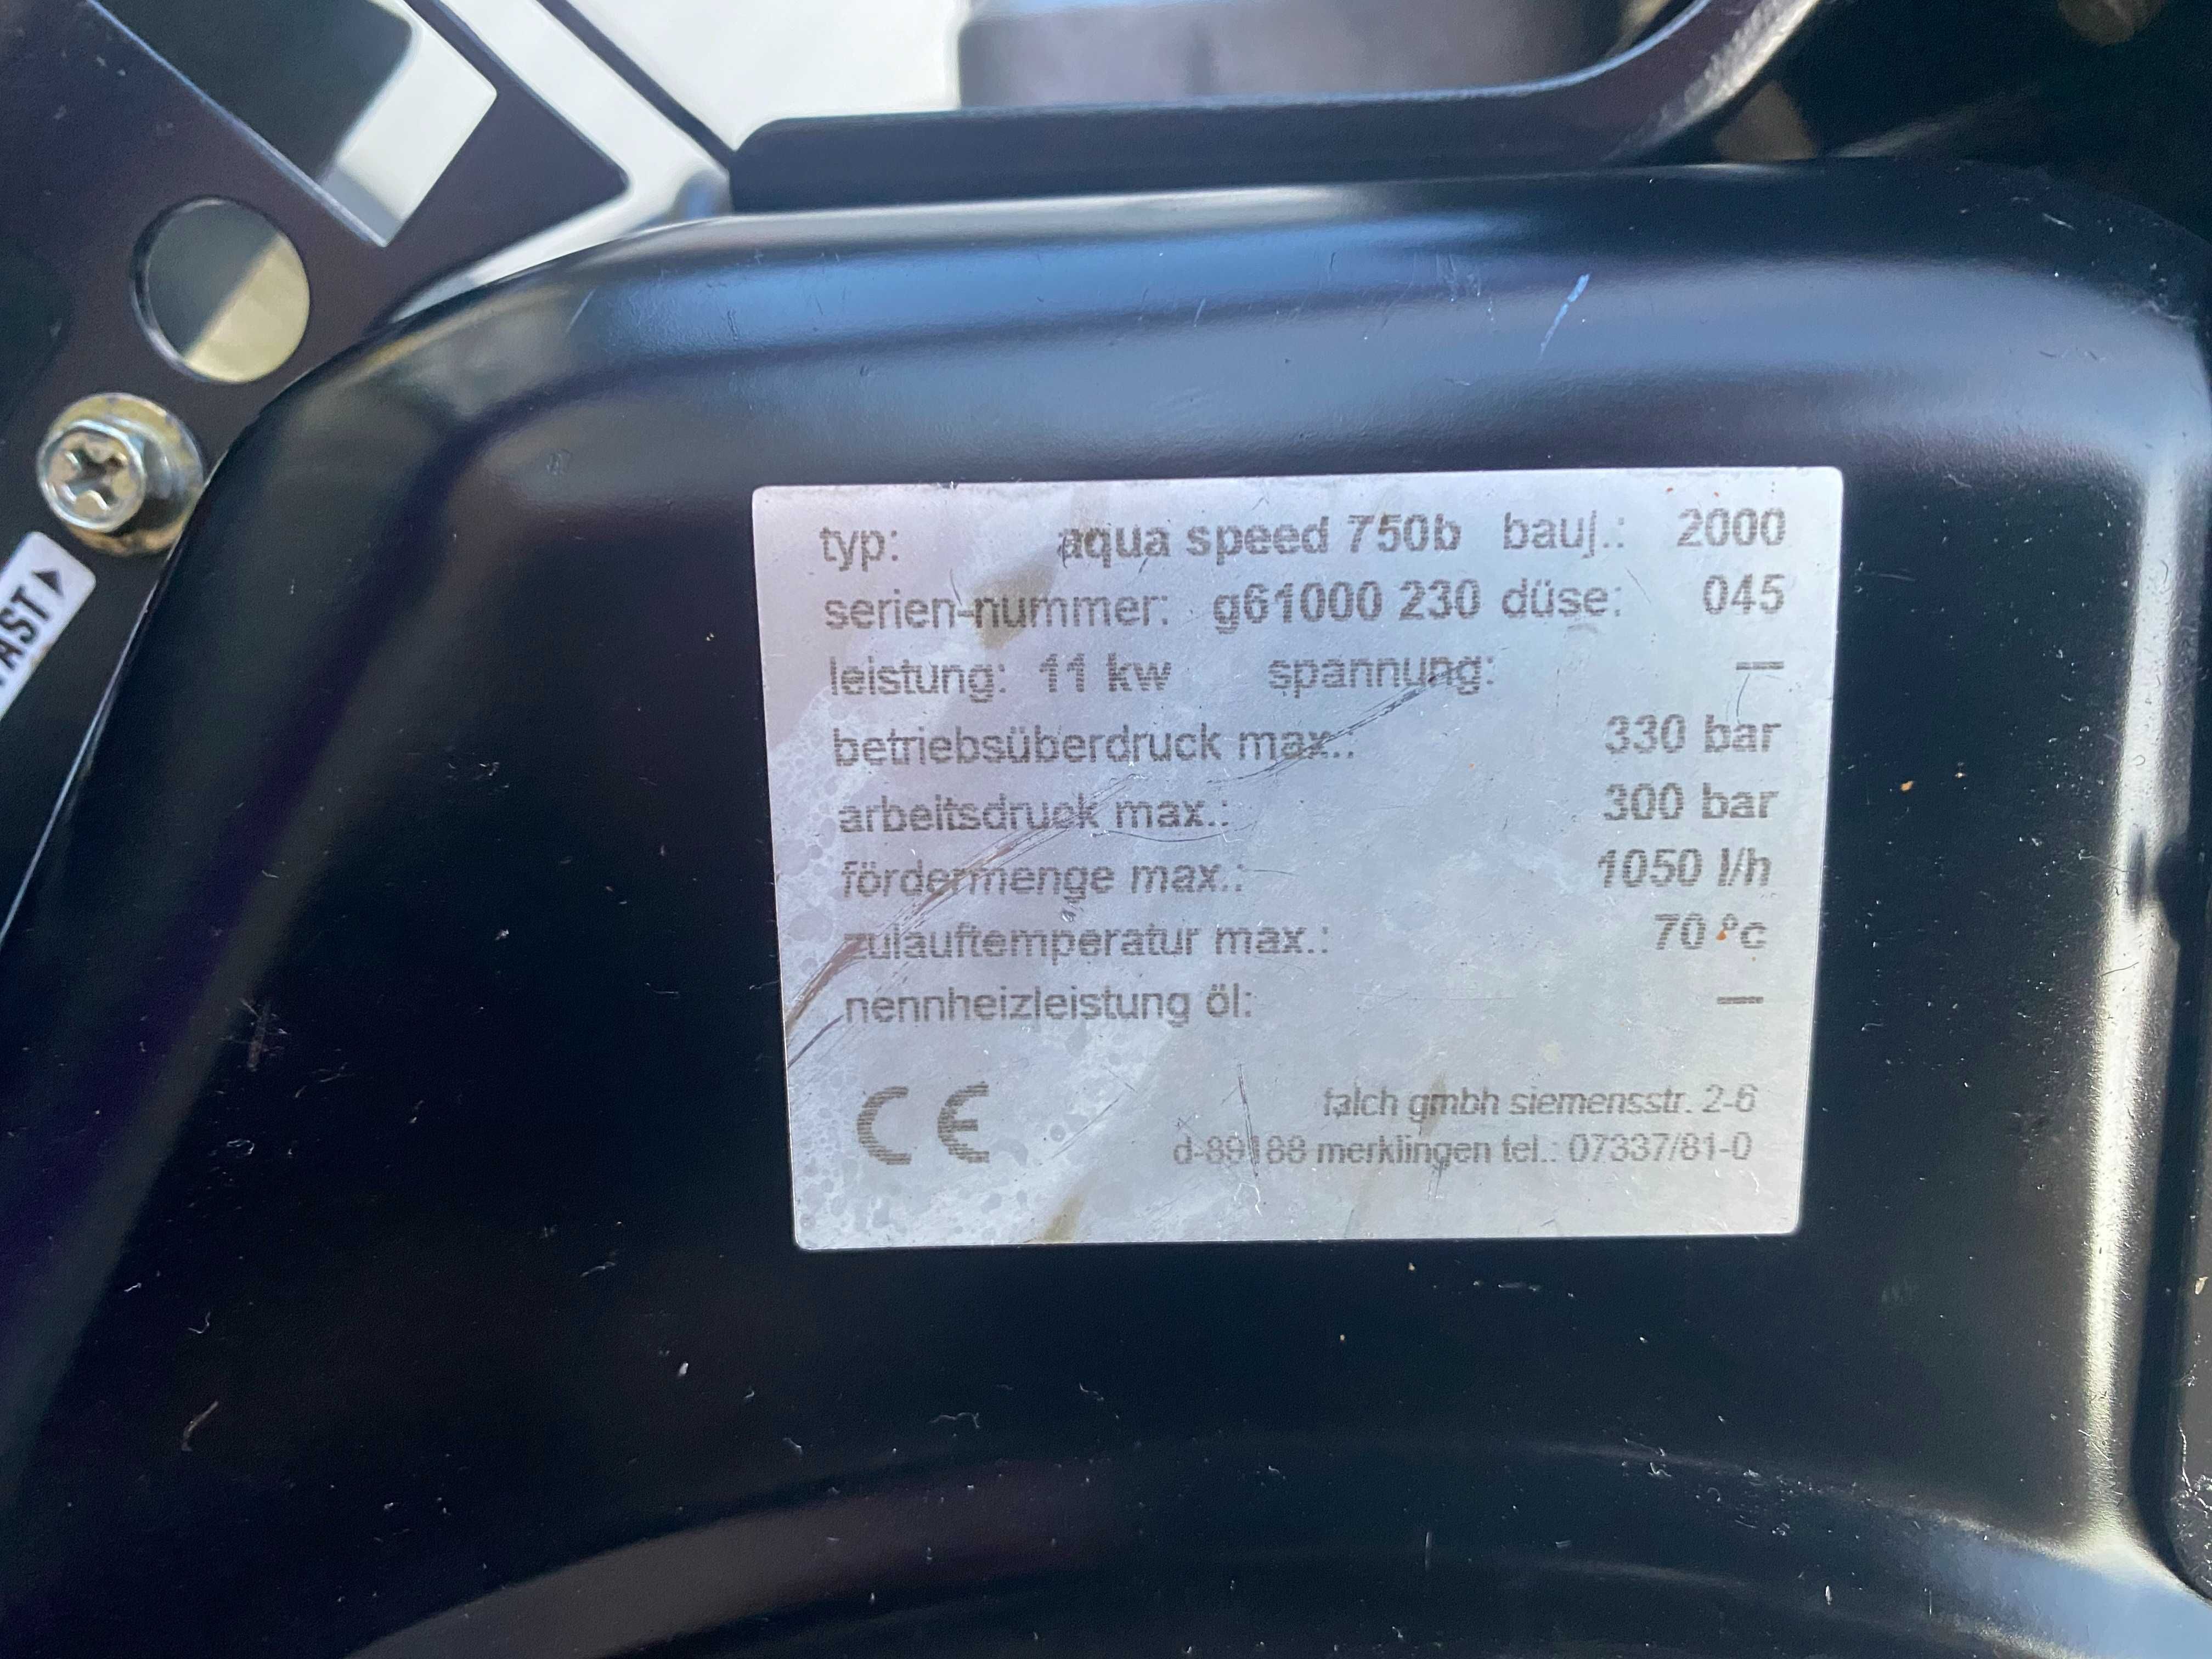 typ: aqua speed 750b bauj.: 2000
serien-nummer: g61000 230 düse: 045
leistung: 11 kw spannung: —
betriebsüberdruck max.: 330 bar
arbeitsdruck max.: 300 bar
fördermenge max.: 1050 l/h
zulauftemperatur max.: 70 °c
nennheizleistung öl: —
CE
falch gmbh siemensstr. 2-6
d-89188 merklingen tel.: 07337/81-0